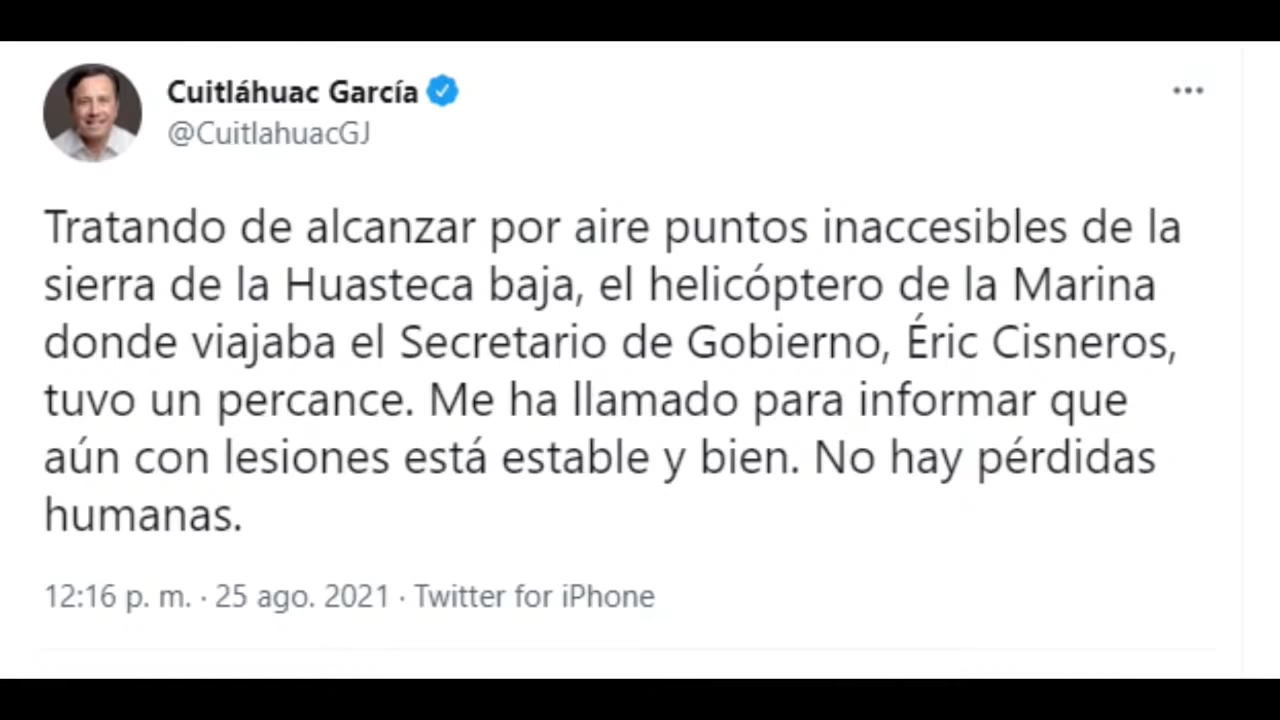 Cuitláhuac García
@CuitlahuacGJ
Tratando de alcanzar por aire puntos inaccesibles de la
sierra de la Huasteca baja, el helicóptero de la Marina
donde viajaba el Secretario de Gobierno, Éric Cisneros,
tuvo un percance. Me ha llamado para informar que
aún con lesiones está estable y bien. No hay pérdidas
humanas.
12:16 p. m. · 25 ago. 2021 · Twitter for iPhone